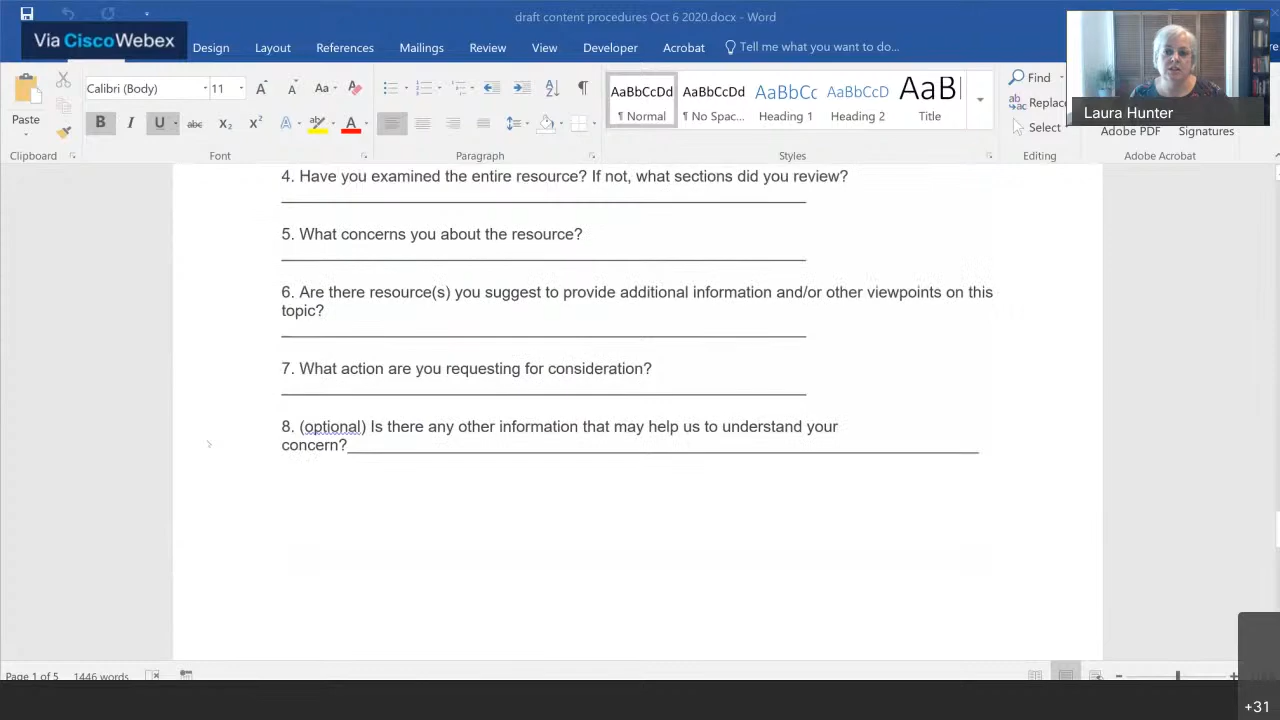 draft content procedures Oct 6 2020.docx - Word
Via CiscoWebex
Design Layout References Mailings Review View Developer Acrobat Tell me what you want to do...
Laura Hunter
Paste
Clipboard
Calibri (Body) 11
Font
Paragraph
AaBbCcDd AaBbCcDd AaBbCc AaBbCcD AaB
¶ Normal ¶ No Spac... Heading 1 Heading 2 Title
Styles
Find
Replac
Select
Editing
Adobe PDF Signatures
Adobe Acrobat
4. Have you examined the entire resource? If not, what sections did you review?
5. What concerns you about the resource?
6. Are there resource(s) you suggest to provide additional information and/or other viewpoints on this
topic?
7. What action are you requesting for consideration?
8. (optional) Is there any other information that may help us to understand your
concern?
Page 1 of 5 1446 words
+31